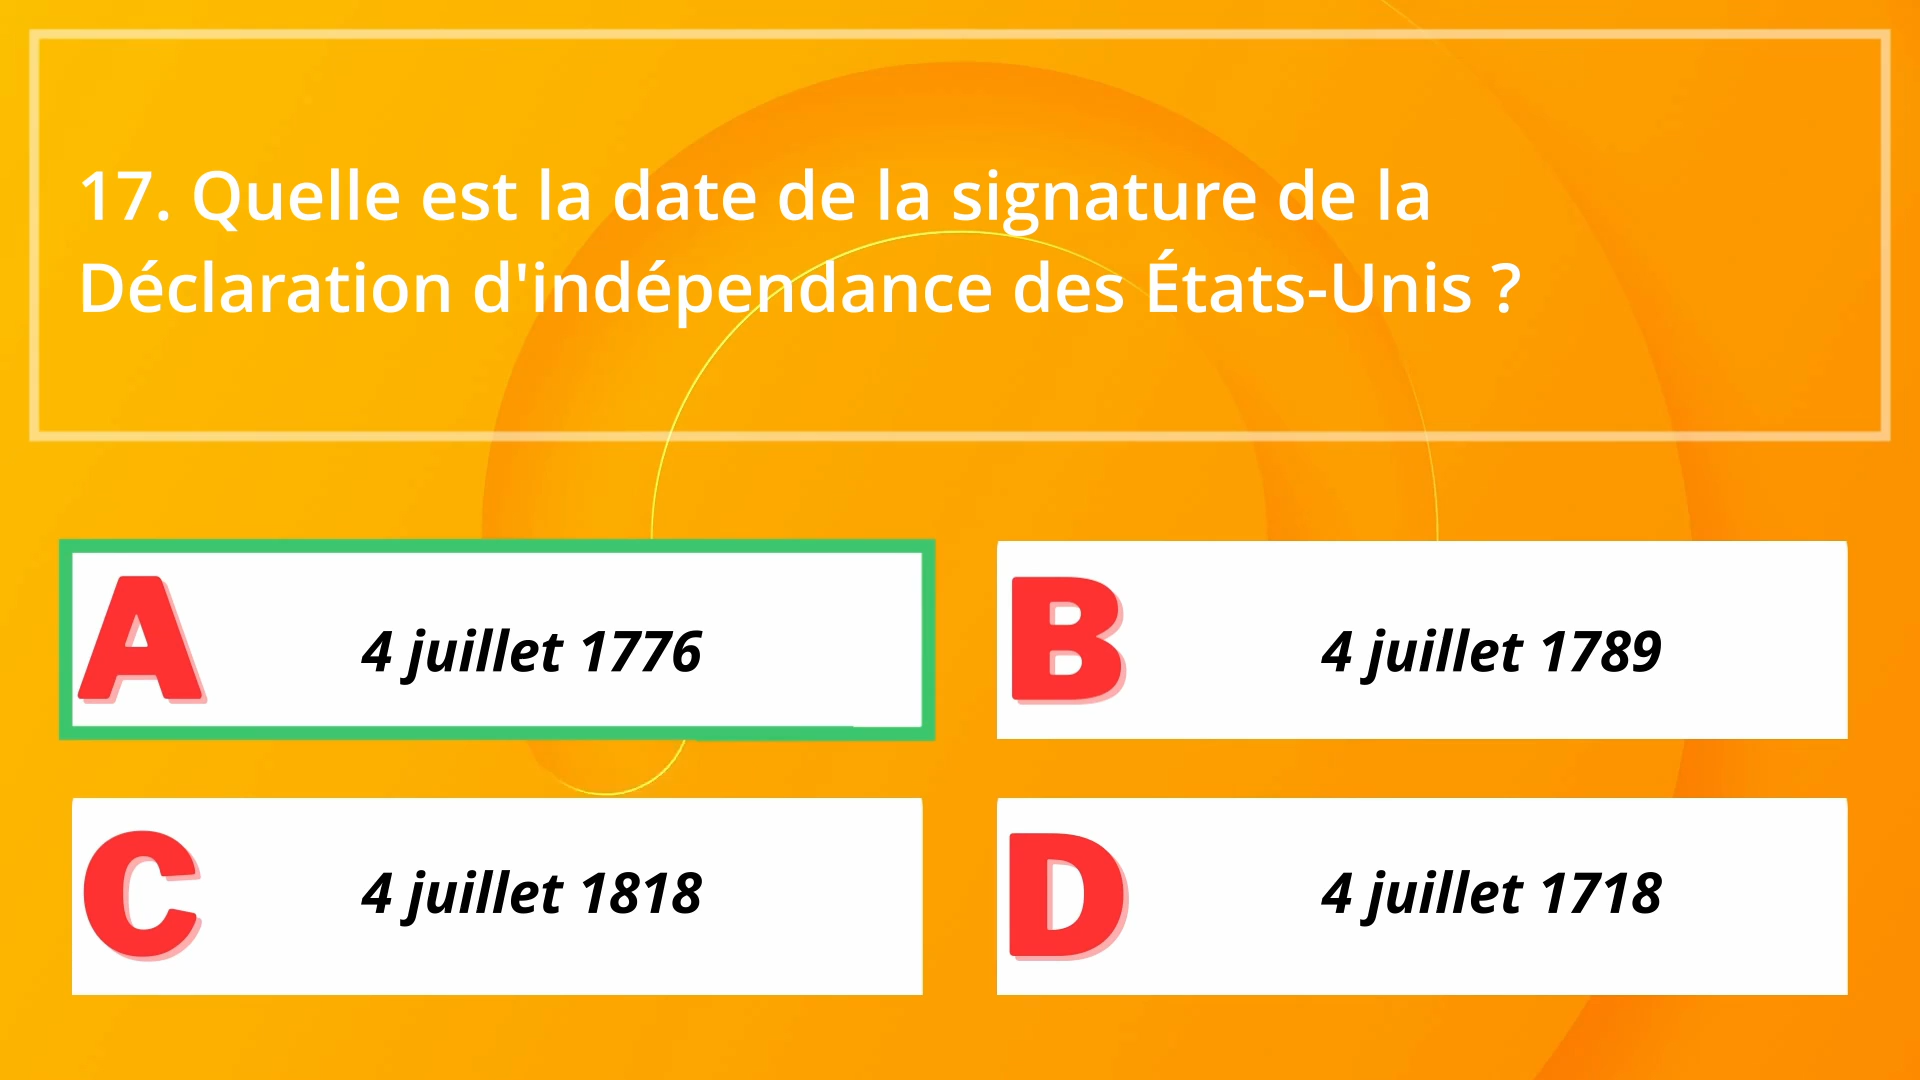 17. Quelle est la date de la signature de la
Déclaration d'indépendance des États-Unis ?
A 4 juillet 1776
B 4 juillet 1789
C 4 juillet 1818
D 4 juillet 1718